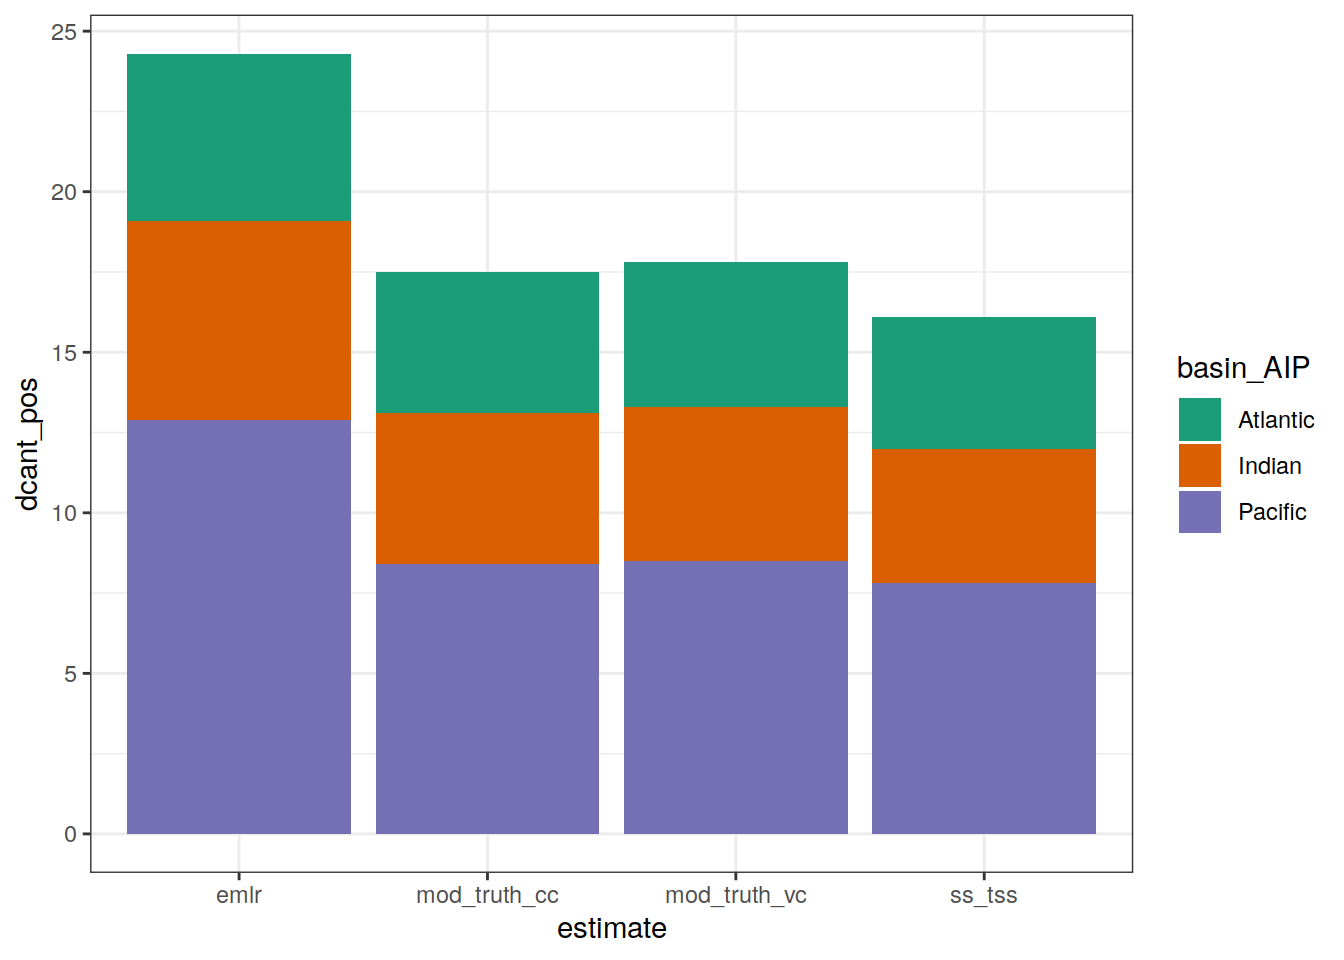 25
20
15
10
5
0
dcant_pos
emlr
mod_truth_cc
mod_truth_vc
ss_tss
estimate
basin_AIP
Atlantic
Indian
Pacific